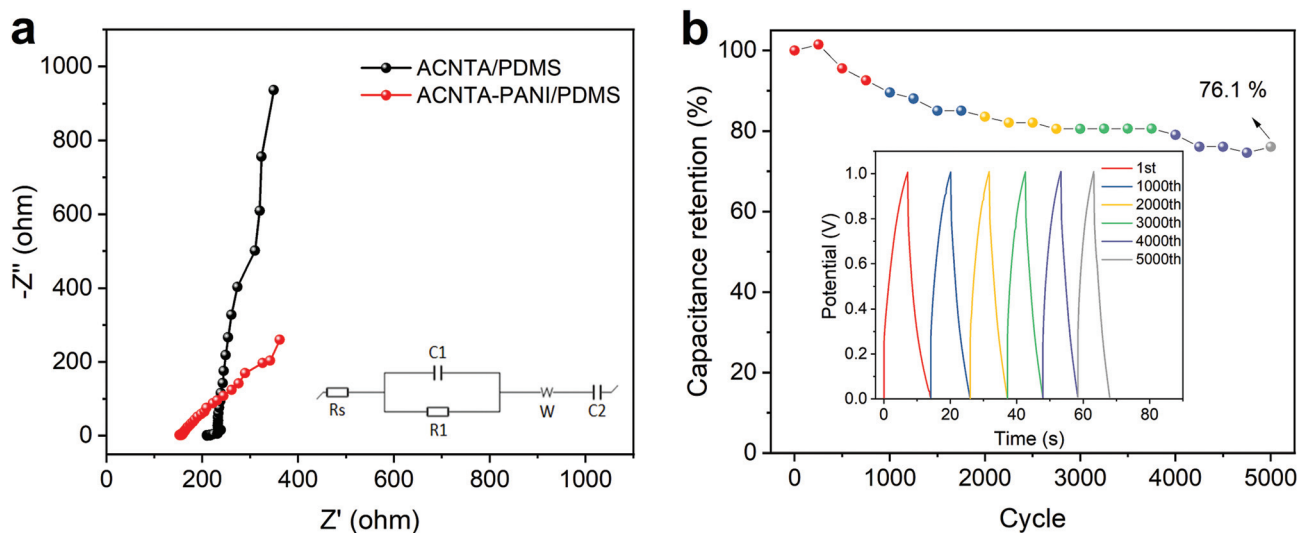 a
1000
800
600
400
200
0
-Z" (ohm)
ACNTA/PDMS
ACNTA-PANI/PDMS
C1
Rs
R1
W
C2
200
400
600
800
1000
Z' (ohm)
b
100
80
60
40
20
0
Capacitance retention (%)
76.1 %
1.0
0.8
0.6
0.4
0.2
0.0
Potential (V)
1st
1000th
2000th
3000th
4000th
5000th
0
20
40
60
80
Time (s)
0
1000
2000
3000
4000
5000
Cycle